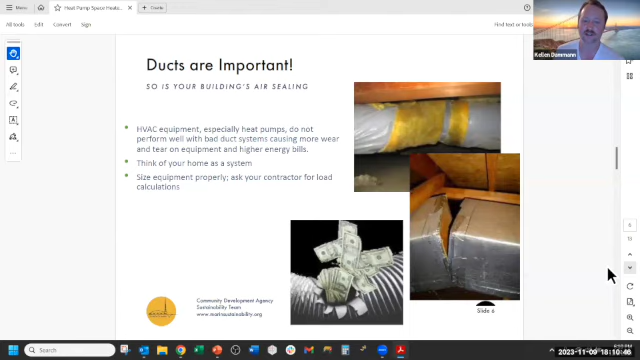 Menu
Heat Pump Space Heate...
+ Create
All tools
Edit
Convert
Sign
Find text or tools
Kellen Dammann
Ducts are Important!
SO IS YOUR BUILDING'S AIR SEALING
HVAC equipment, especially heat pumps, do not
perform well with bad duct systems causing more wear
and tear on equipment and higher energy bills.
Think of your home as a system
Size equipment properly; ask your contractor for load
calculations
Community Development Agency
Sustainability Team
www.marinsustainability.org
Slide 6
6
Search
2023-11-09 18:10:46